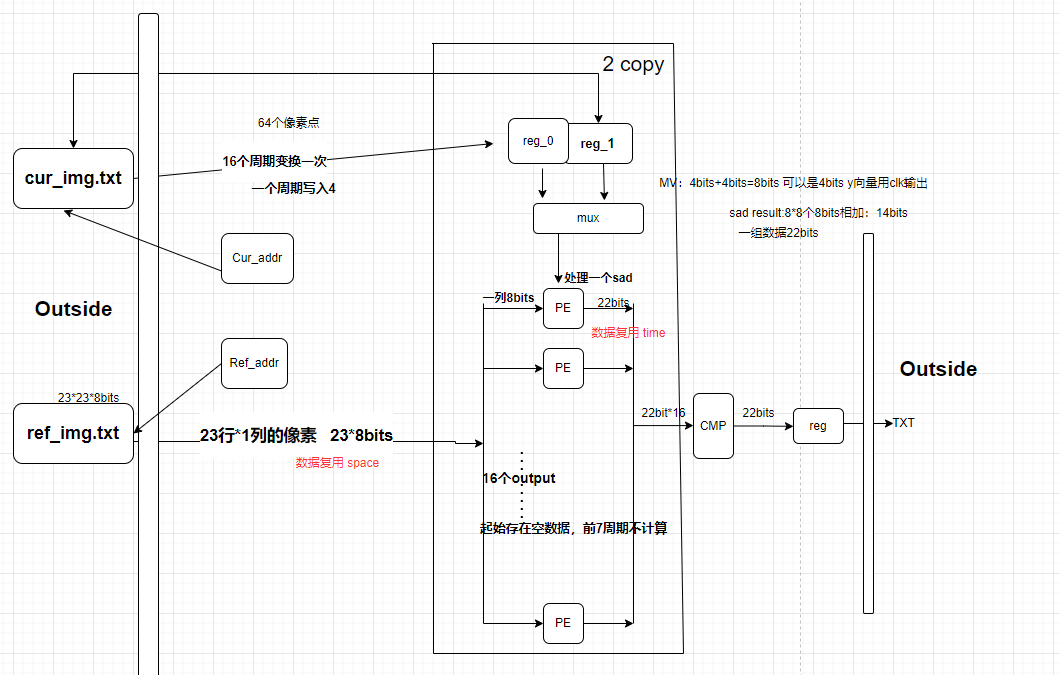 2 copy
64个像素点
reg_0
reg_1
16个周期变换一次
cur_img.txt
一个周期写入4
MV：4bits+4bits=8bits 可以是4bits y向量用clk输出
mux
sad result:8*8个8bits相加：14bits
一组数据22bits
Cur_addr
处理一个sad
一列8bits
PE
22bits
Outside
数据复用 time
Ref_addr
PE
Outside
23*23*8bits
22bit*16
CMP
22bits
reg
TXT
ref_img.txt
23行*1列的像素 23*8bits
数据复用 space
16个output
起始存在空数据，前7周期不计算
PE